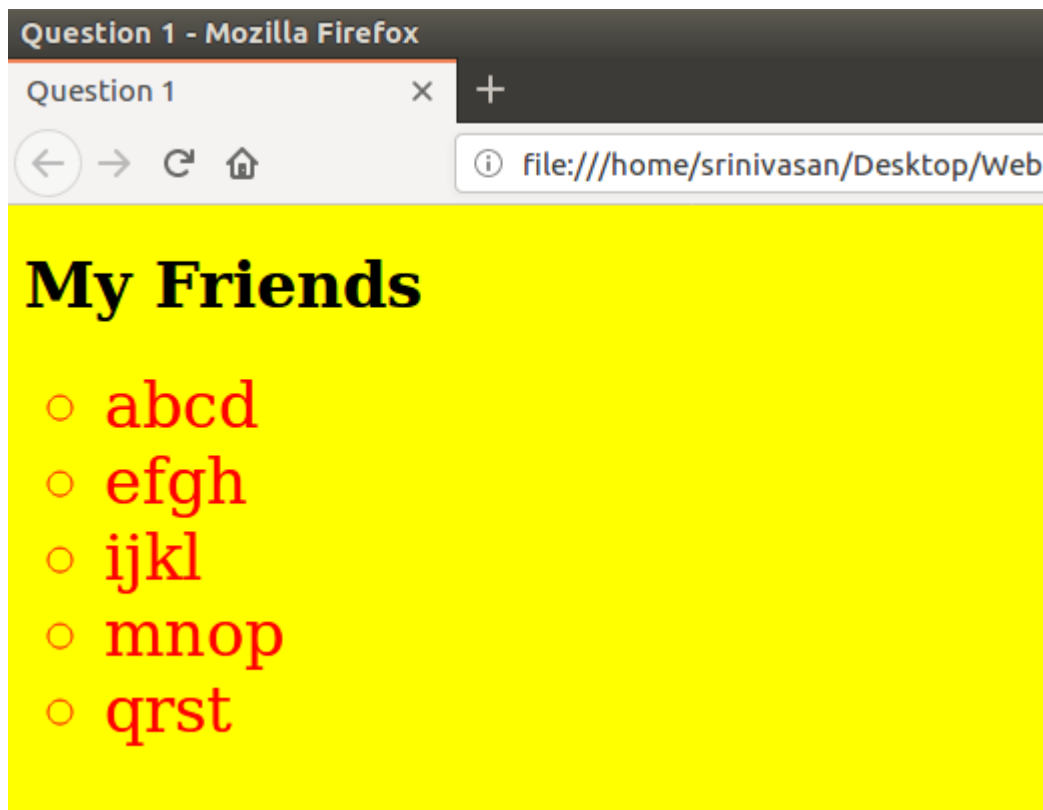 Question 1 - Mozilla Firefox
Question 1
file:///home/srinivasan/Desktop/Web
My Friends
abcd
efgh
ijkl
mnop
qrst